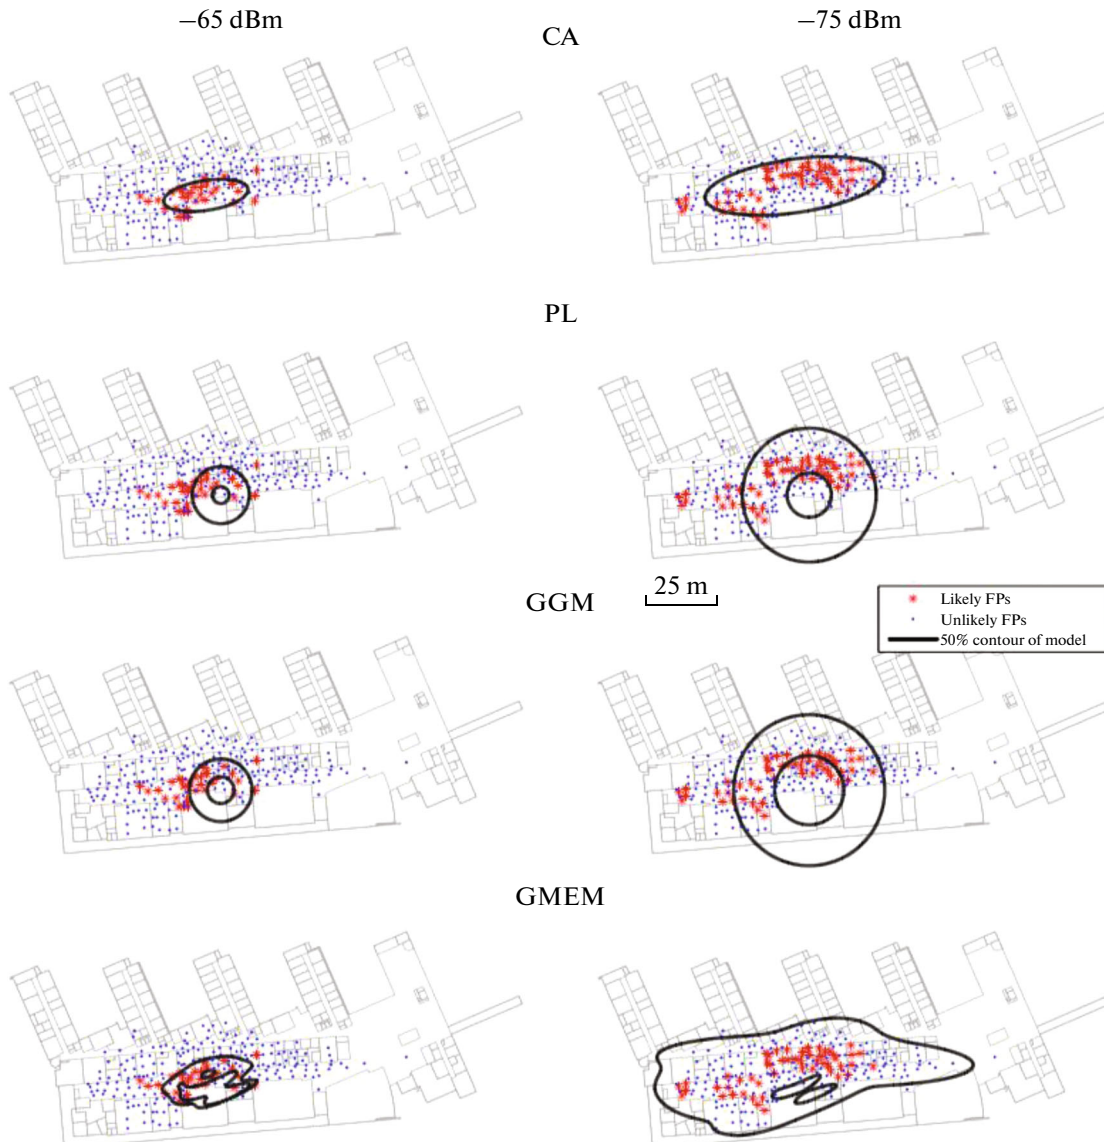 −65 dBm
−75 dBm
CA
PL
GGM
25 m
Likely FPs
Unlikely FPs
50% contour of model
GMEM